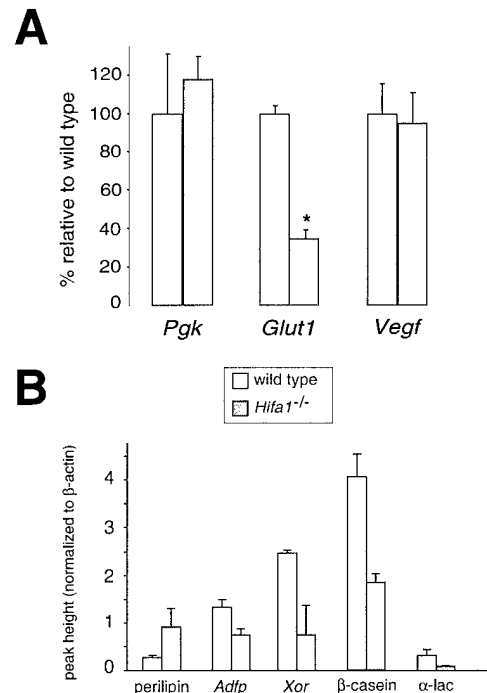 A
% relative to wild type
120
100
80
60
40
20
0
*
Pgk Glut1 Vegf
B
wild type
Hifa1-/-
peak height (normalized to β-actin)
4
3
2
1
0
perilipin Adfp Xor β-casein α-lac